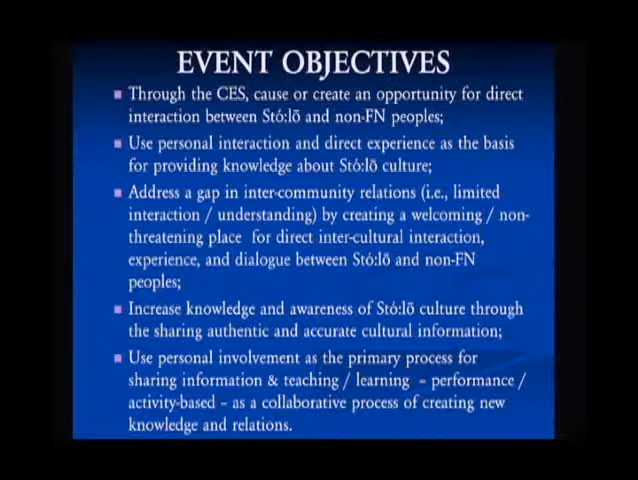 EVENT OBJECTIVES
Through the CES, cause or create an opportunity for direct
interaction between Stó:lō and non-FN peoples;
Use personal interaction and direct experience as the basis
for providing knowledge about Stó:lō culture;
Address a gap in inter-community relations (i.e., limited
interaction / understanding) by creating a welcoming / non-
threatening place for direct inter-cultural interaction,
experience, and dialogue between Stó:lō and non-FN
peoples;
Increase knowledge and awareness of Stó:lō culture through
the sharing authentic and accurate cultural information;
Use personal involvement as the primary process for
sharing information & teaching / learning – performance /
activity-based – as a collaborative process of creating new
knowledge and relations.